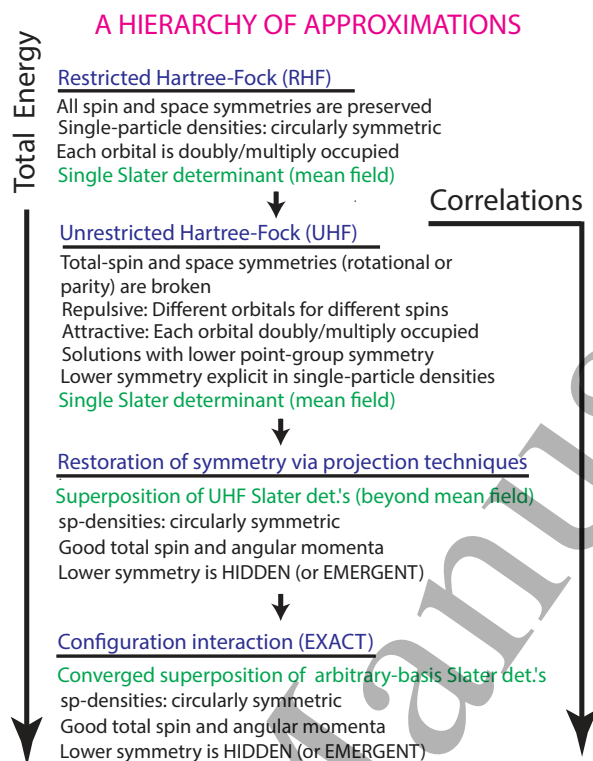 A HIERARCHY OF APPROXIMATIONS
Total Energy
Restricted Hartree-Fock (RHF)
All spin and space symmetries are preserved
Single-particle densities: circularly symmetric
Each orbital is doubly/multiply occupied
Single Slater determinant (mean field)
Correlations
Unrestricted Hartree-Fock (UHF)
Total-spin and space symmetries (rotational or
parity) are broken
Repulsive: Different orbitals for different spins
Attractive: Each orbital doubly/multiply occupied
Solutions with lower point-group symmetry
Lower symmetry explicit in single-particle densities
Single Slater determinant (mean field)
Restoration of symmetry via projection techniques
Superposition of UHF Slater det.'s (beyond mean field)
sp-densities: circularly symmetric
Good total spin and angular momenta
Lower symmetry is HIDDEN (or EMERGENT)
Configuration interaction (EXACT)
Converged superposition of arbitrary-basis Slater det.'s
sp-densities: circularly symmetric
Good total spin and angular momenta
Lower symmetry is HIDDEN (or EMERGENT)
Manus